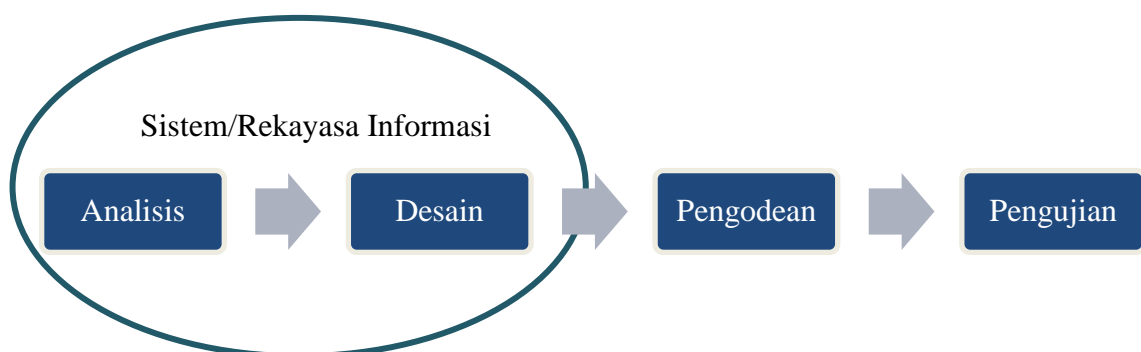 Sistem/Rekayasa Informasi
Analisis
Desain
Pengodean
Pengujian